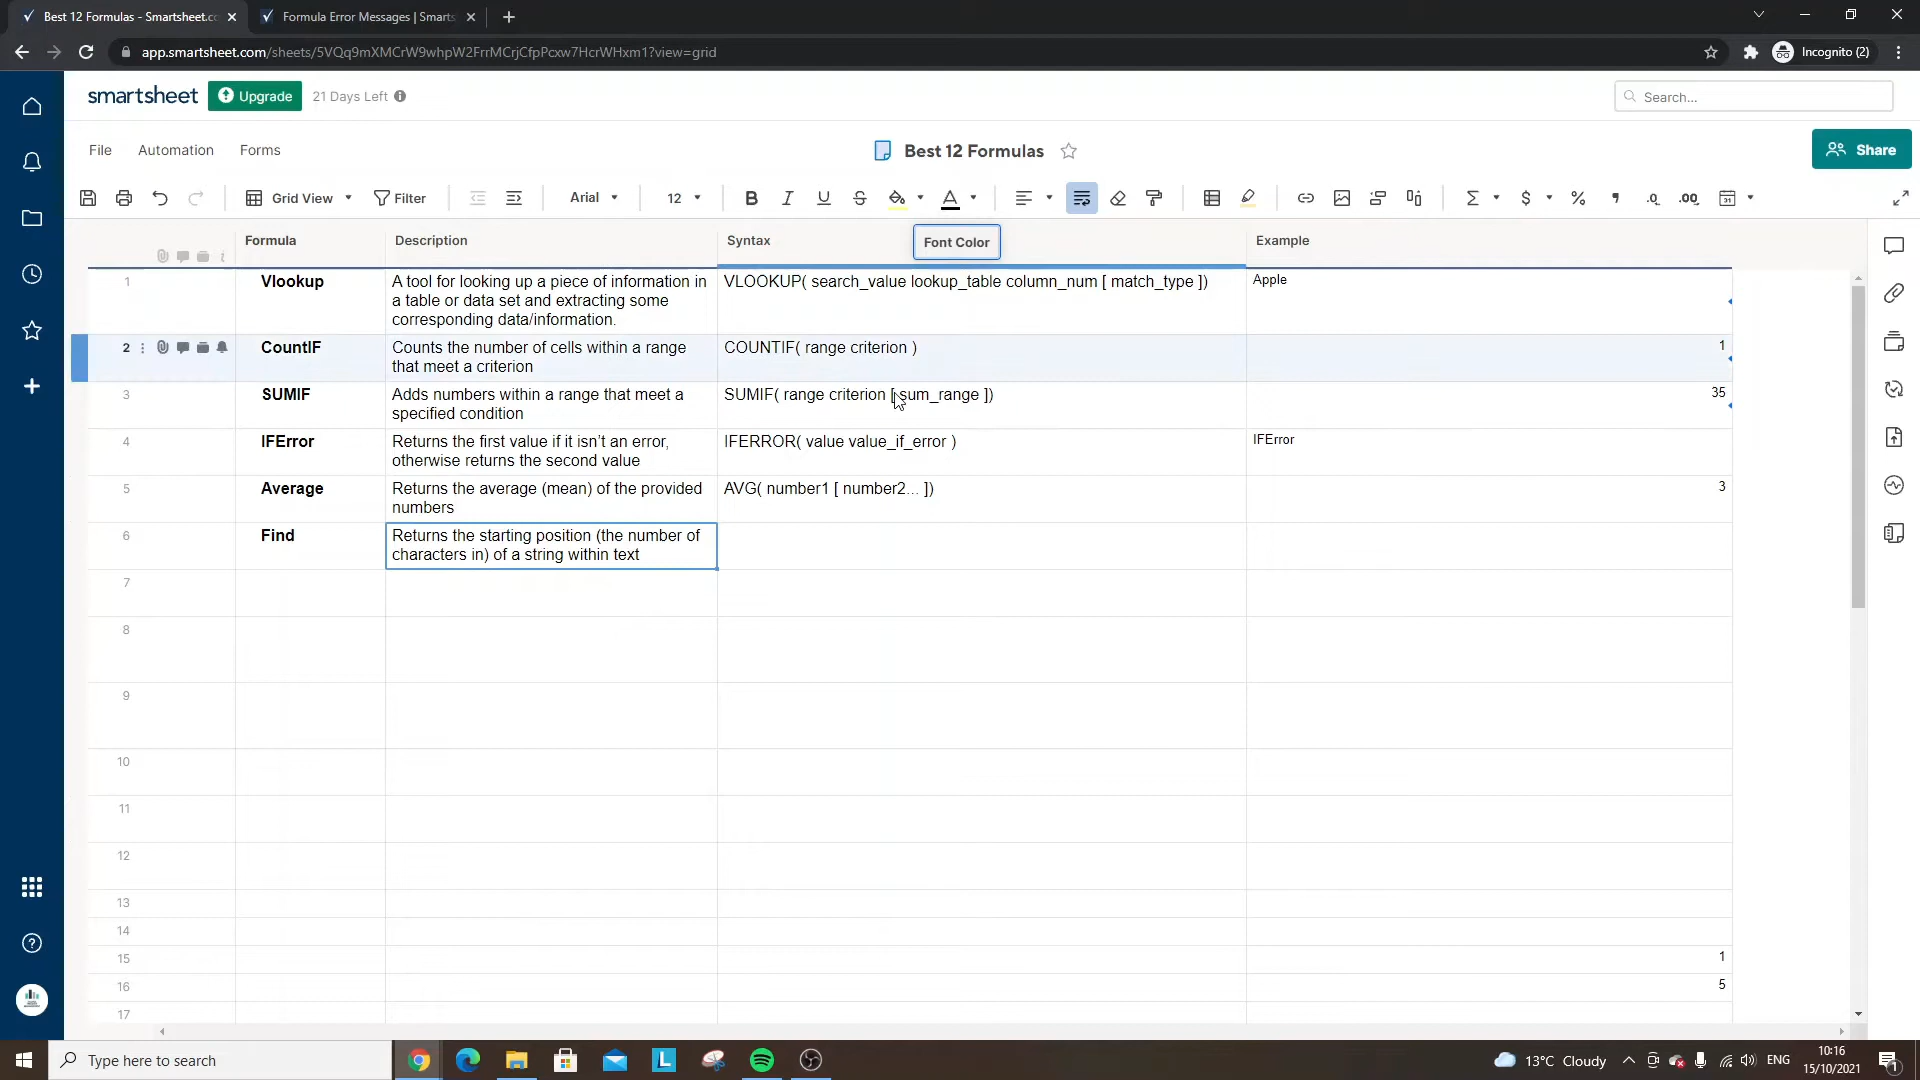 Best 12 Formulas - Smartsheet.co
Formula Error Messages | Smarts
app.smartsheet.com/sheets/5VQq9mXMCrW9whpW2FrrMCrjCfpPcxw7HcrWHxm1?view=grid
Incognito (2)
smartsheet
Upgrade
21 Days Left
Search...
File
Automation
Forms
Best 12 Formulas
Share
Grid View
Filter
Arial
12
Formula
Description
Syntax
Font Color
Example
1
Vlookup
A tool for looking up a piece of information in
a table or data set and extracting some
corresponding data/information.
VLOOKUP( search_value lookup_table column_num [ match_type ])
Apple
2
CountIF
Counts the number of cells within a range
that meet a criterion
COUNTIF( range criterion )
1
3
SUMIF
Adds numbers within a range that meet a
specified condition
SUMIF( range criterion [ sum_range ])
35
4
IFError
Returns the first value if it isn't an error,
otherwise returns the second value
IFERROR( value value_if_error )
IFError
5
Average
Returns the average (mean) of the provided
numbers
AVG( number1 [ number2... ])
3
6
Find
Returns the starting position (the number of
characters in) of a string within text
7
8
9
10
11
12
13
14
15
1
16
5
17
Type here to search
13°C Cloudy
ENG
10:16
15/10/2021